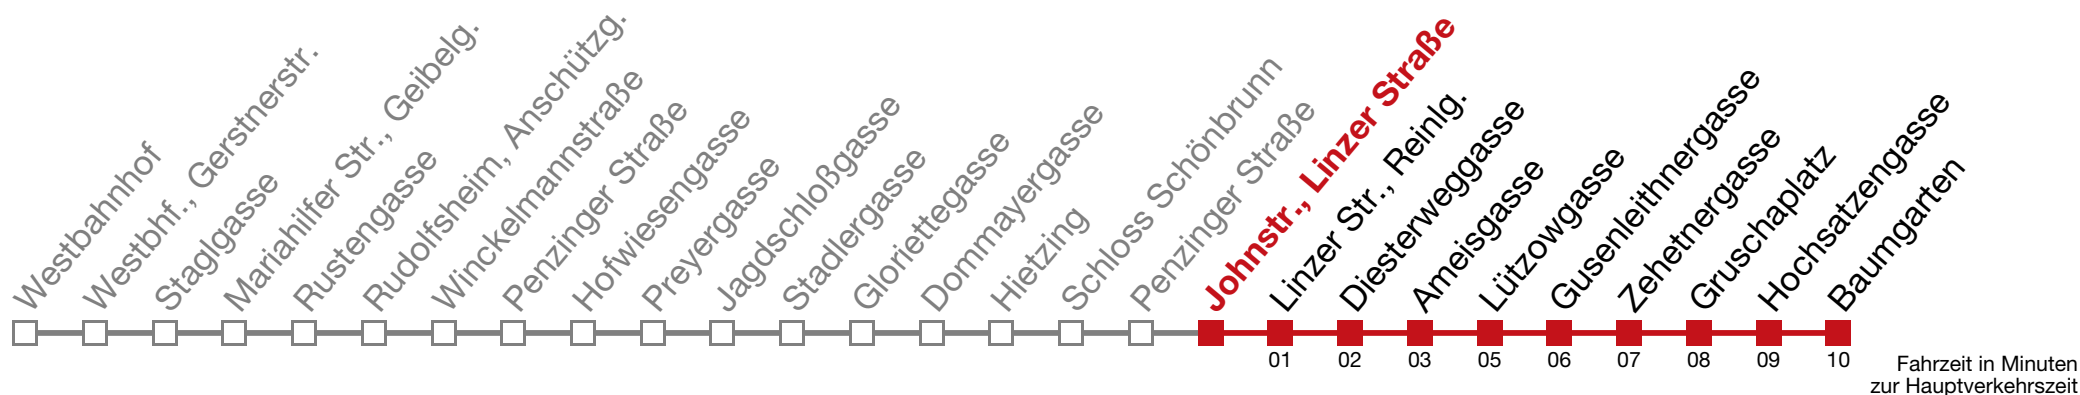 Westbahnhof
Westbhf., Gerstnerstr.
Staglgasse
Mariahilfer Str., Geibelg.
Rustengasse
Rudolfsheim, Anschützg.
Winckelmannstraße
Penzinger Straße
Hofwiesengasse
Preyergasse
Jagdschloßgasse
Stadlergasse
Gloriettegasse
Dommayergasse
Hietzing
Schloss Schönbrunn
Penzinger Straße
Johnstr., Linzer Straße
Linzer Str., Reinlg.
Diesterweggasse
Ameisgasse
Lützowgasse
Gusenleithnergasse
Zehetnergasse
Gruschaplatz
Hochsatzengasse
Baumgarten
01 02 03 05 06 07 08 09 10
Fahrzeit in Minuten
zur Hauptverkehrszeit